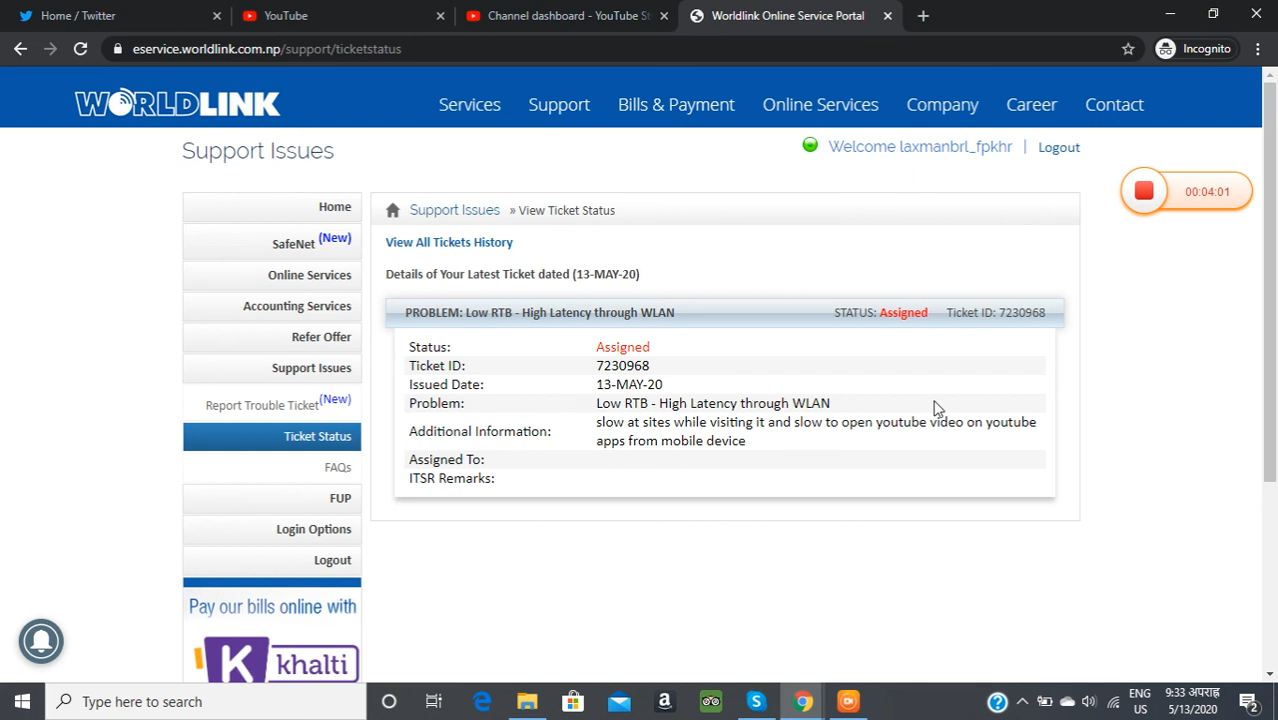 Home / Twitter
YouTube
Channel dashboard - YouTube St
Worldlink Online Service Portal
eservice.worldlink.com.np/support/ticketstatus
Incognito
WORLDLINK
Services
Support
Bills & Payment
Online Services
Company
Career
Contact
Support Issues
Welcome laxmanbrl_fpkhr | Logout
00:04:01
Home
SafeNet (New)
Online Services
Accounting Services
Refer Offer
Support Issues
Report Trouble Ticket(New)
Ticket Status
FAQs
FUP
Login Options
Logout
Pay our bills online with
K khalti
Support Issues » View Ticket Status
View All Tickets History
Details of Your Latest Ticket dated (13-MAY-20)
PROBLEM: Low RTB - High Latency through WLAN STATUS: Assigned Ticket ID: 7230968
Status: Assigned
Ticket ID: 7230968
Issued Date: 13-MAY-20
Problem: Low RTB - High Latency through WLAN
Additional Information: slow at sites while visiting it and slow to open youtube video on youtube
apps from mobile device
Assigned To:
ITSR Remarks:
Type here to search
ENG
US
9:33 अपराह्न
5/13/2020
2